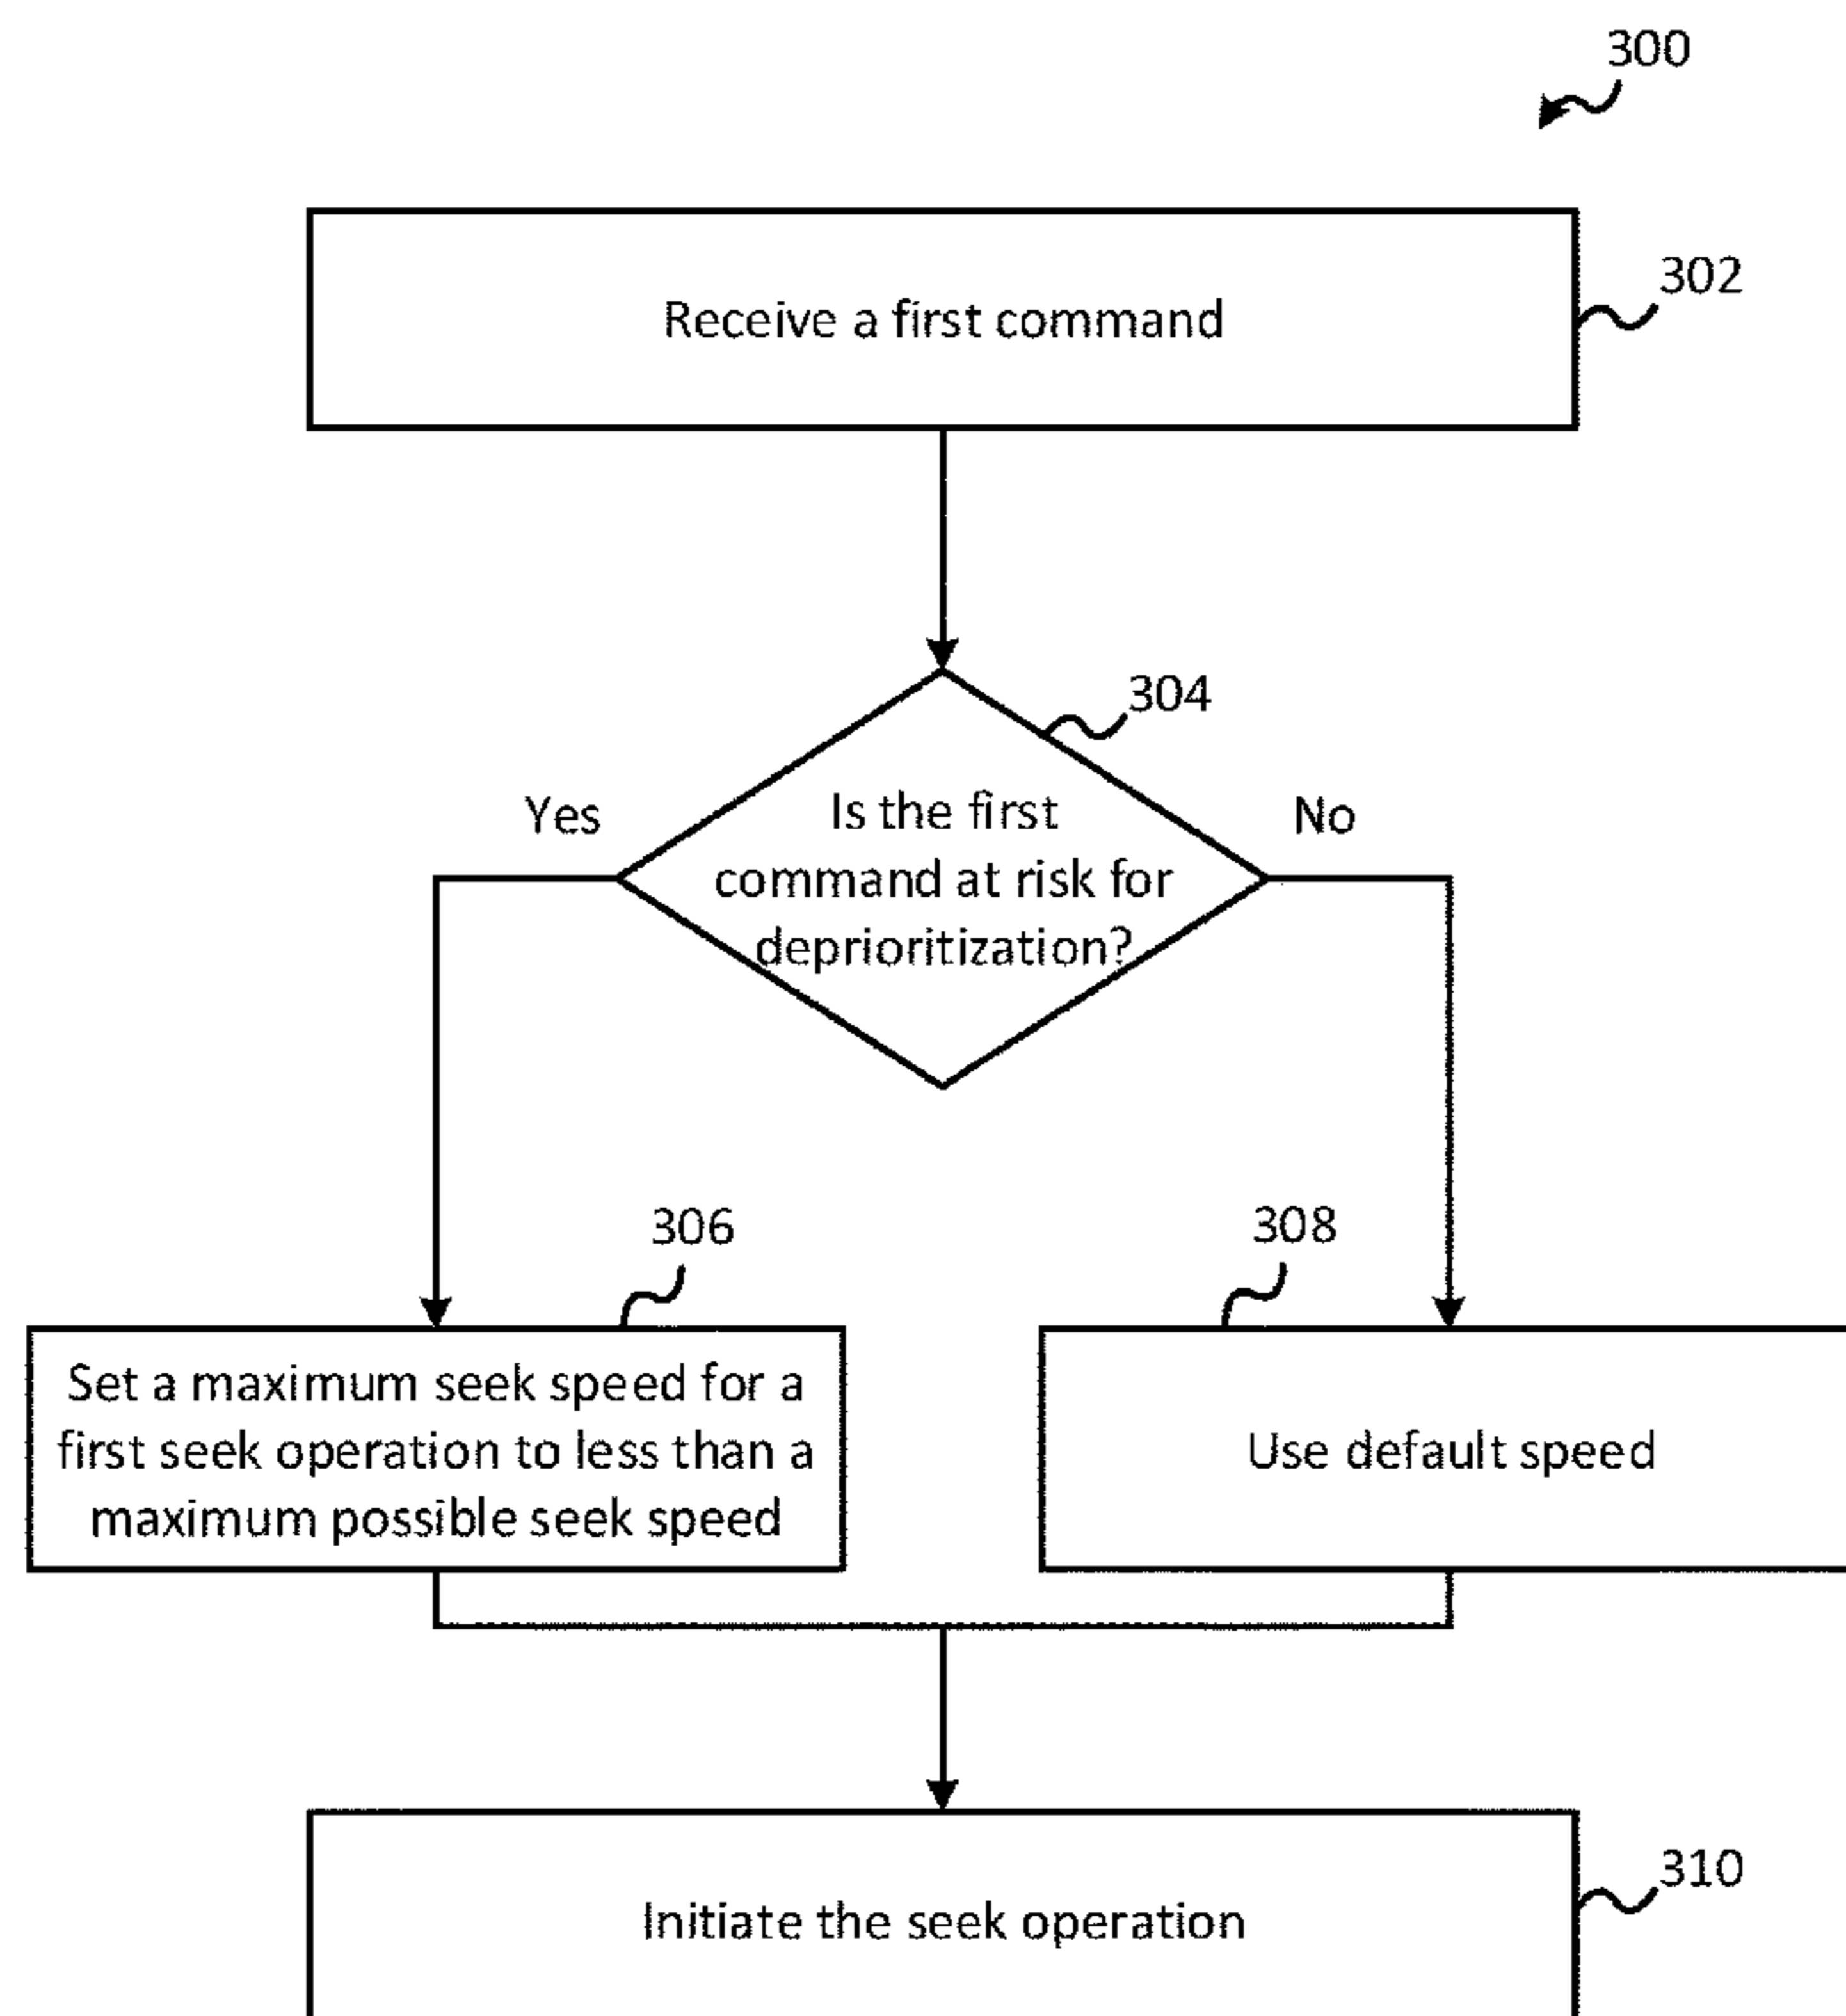 300
Receive a first command
302
304
Yes
No
Is the first
command at risk for
deprioritization?
306
308
Set a maximum seek speed for a
first seek operation to less than a
maximum possible seek speed
Use default speed
310
Initiate the seek operation